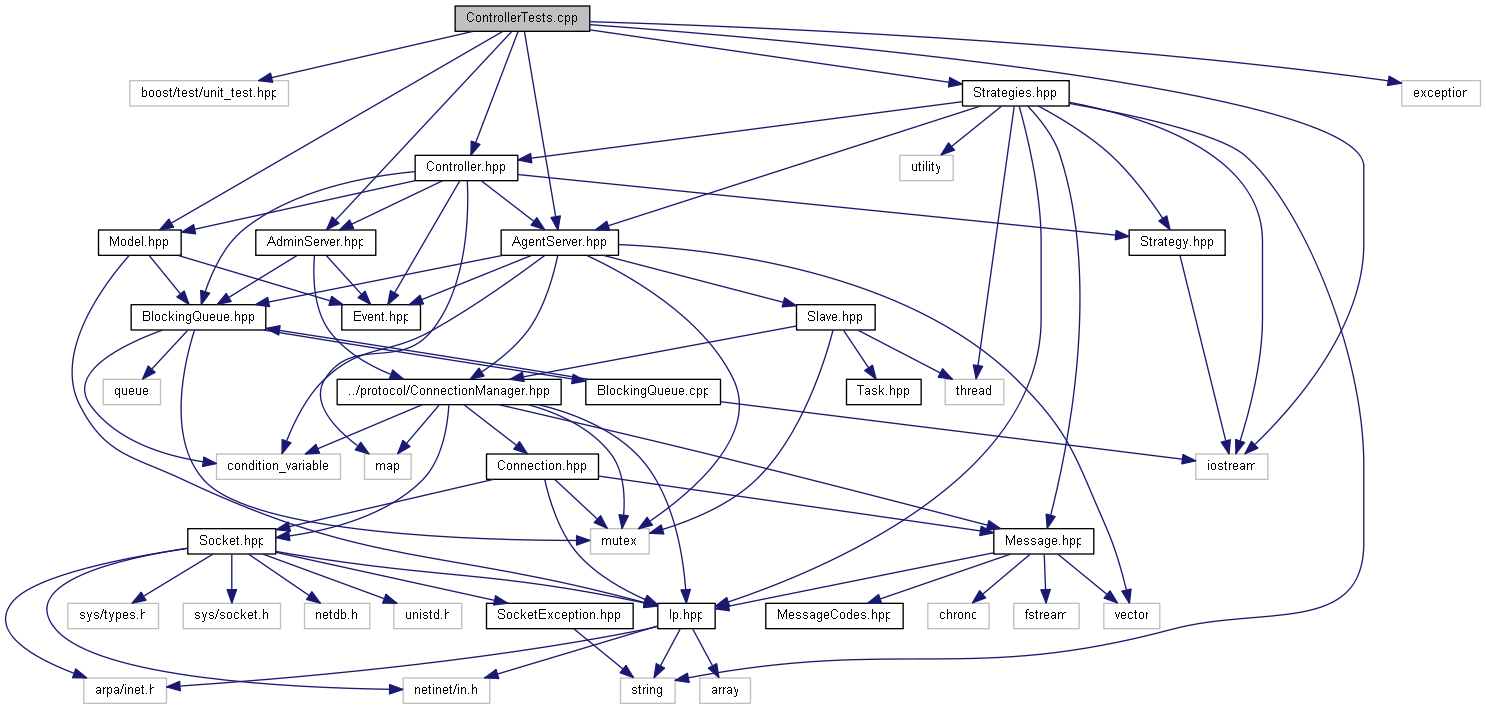 ControllerTests.cpp
boost/test/unit_test.hpp
Strategies.hpp
exception
Controller.hpp
utility
Model.hpp
AdminServer.hpp
AgentServer.hpp
Strategy.hpp
BlockingQueue.hpp
Event.hpp
Slave.hpp
queue
../protocol/ConnectionManager.hpp
BlockingQueue.cpp
Task.hpp
thread
condition_variable
map
Connection.hpp
iostream
Socket.hpp
mutex
Message.hpp
sys/types.h
sys/socket.h
netdb.h
unistd.h
SocketException.hpp
Ip.hpp
MessageCodes.hpp
chrono
fstream
vector
arpa/inet.h
netinet/in.h
string
array